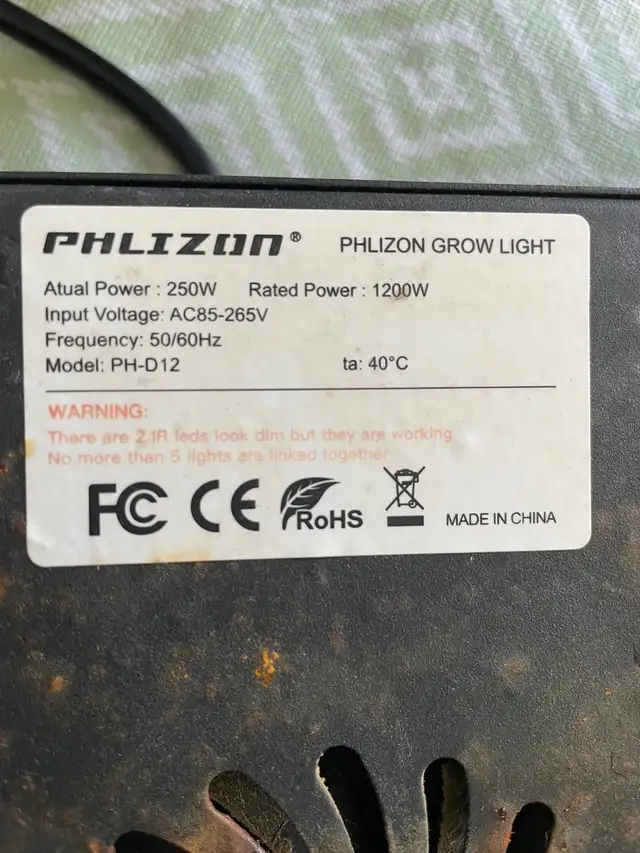 PHLIZON® PHLIZON GROW LIGHT
Atual Power : 250W Rated Power : 1200W
Input Voltage: AC85-265V
Frequency: 50/60Hz
Model: PH-D12 ta: 40°C
WARNING:
There are 2 IR leds look dim but they are working
No more than 5 lights are linked together
FC CE RoHS MADE IN CHINA